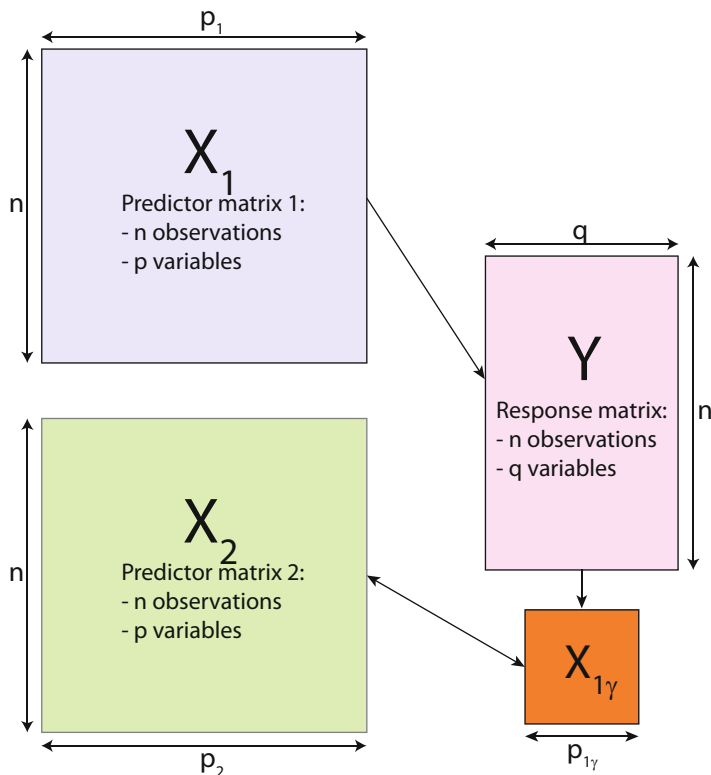 p₁
n
X₁
Predictor matrix 1:
- n observations
- p variables
q
n
Y
Response matrix:
- n observations
- q variables
n
X₂
Predictor matrix 2:
- n observations
- p variables
p₂
X₁ᵧ
p₁ᵧ